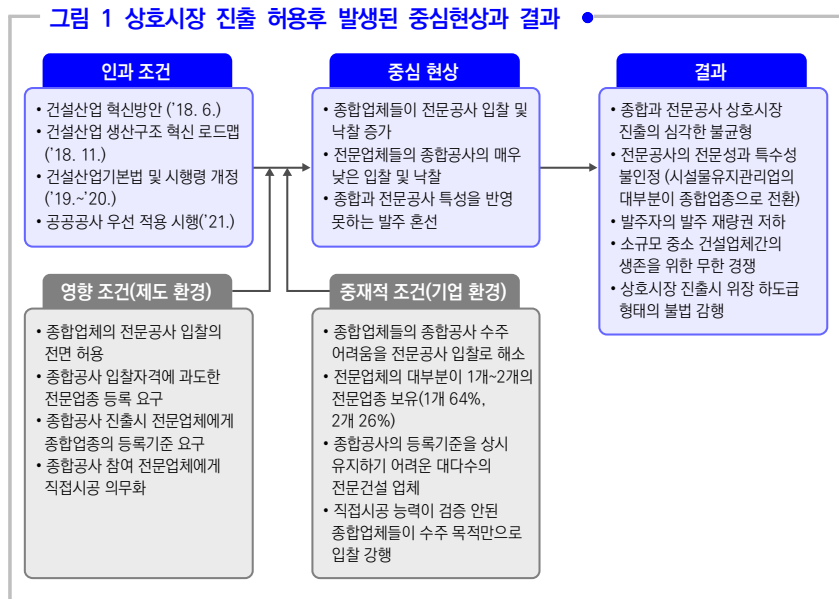 그림 1 상호시장 진출 허용후 발생된 중심현상과 결과
인과 조건
• 건설산업 혁신방안 ('18. 6.)
• 건설산업 생산구조 혁신 로드맵
('18. 11.)
• 건설산업기본법 및 시행령 개정
('19.~'20.)
• 공공공사 우선 적용 시행('21.)
중심 현상
• 종합업체들이 전문공사 입찰 및
낙찰 증가
• 전문업체들의 종합공사의 매우
낮은 입찰 및 낙찰
• 종합과 전문공사 특성을 반영
못하는 발주 혼선
결과
• 종합과 전문공사 상호시장
진출의 심각한 불균형
• 전문공사의 전문성과 특수성
불인정 (시설물유지관리업의
대부분이 종합업종으로 전환)
• 발주자의 발주 재량권 저하
• 소규모 중소 건설업체간의
생존을 위한 무한 경쟁
• 상호시장 진출시 위장 하도급
형태의 불법 감행
영향 조건(제도 환경)
• 종합업체의 전문공사 입찰의
전면 허용
• 종합공사 입찰자격에 과도한
전문업종 등록 요구
• 종합공사 진출시 전문업체에게
종합업종의 등록기준 요구
• 종합공사 참여 전문업체에게
직접시공 의무화
중재적 조건(기업 환경)
• 종합업체들의 종합공사 수주
어려움을 전문공사 입찰로 해소
• 전문업체의 대부분이 1개~2개의
전문업종 보유(1개 64%,
2개 26%)
• 종합공사의 등록기준을 상시
유지하기 어려운 대다수의
전문건설 업체
• 직접시공 능력이 검증 안된
종합업체들이 수주 목적만으로
입찰 강행